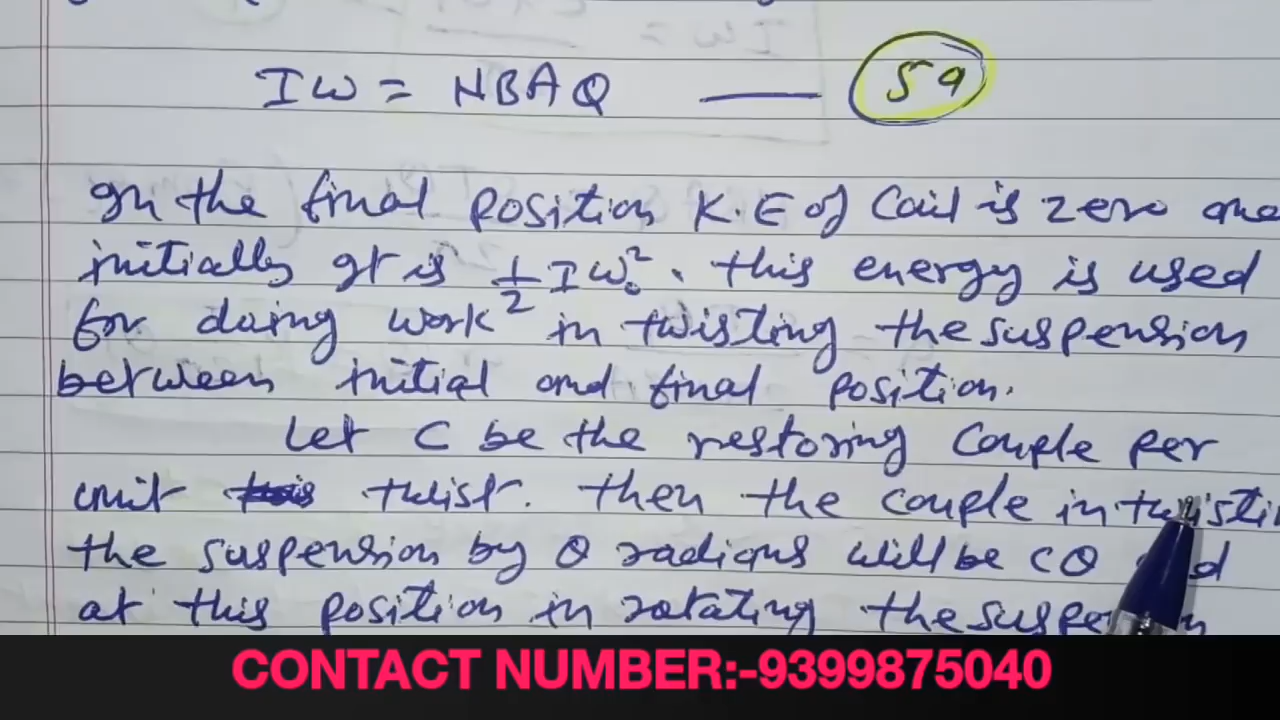 Iω = NBAQ —— 59
In the final position K.E of Coil is zero and
initially It is 1/2 Iω₀². this energy is used
for doing work in twisting the suspension
between initial and final position.
Let C be the restoring Couple per
unit twist. Then the couple in twisti
the suspension by θ radians will be Cθ
at this position in rotating the
CONTACT NUMBER:-9399875040